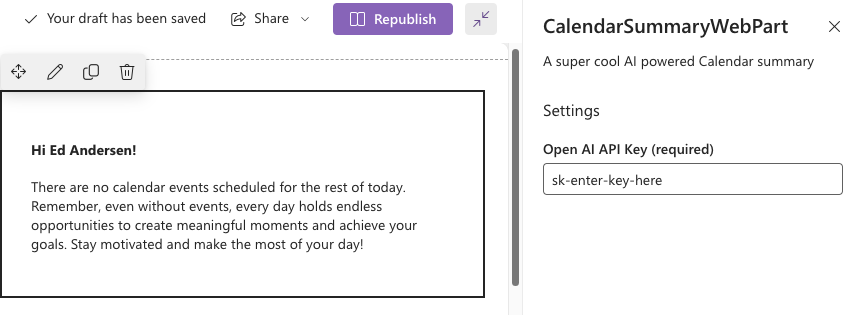 Your draft has been saved
Share
Republish
Hi Ed Andersen!
There are no calendar events scheduled for the rest of today.
Remember, even without events, every day holds endless
opportunities to create meaningful moments and achieve your
goals. Stay motivated and make the most of your day!
CalendarSummaryWebPart
A super cool AI powered Calendar summary
Settings
Open AI API Key (required)
sk-enter-key-here